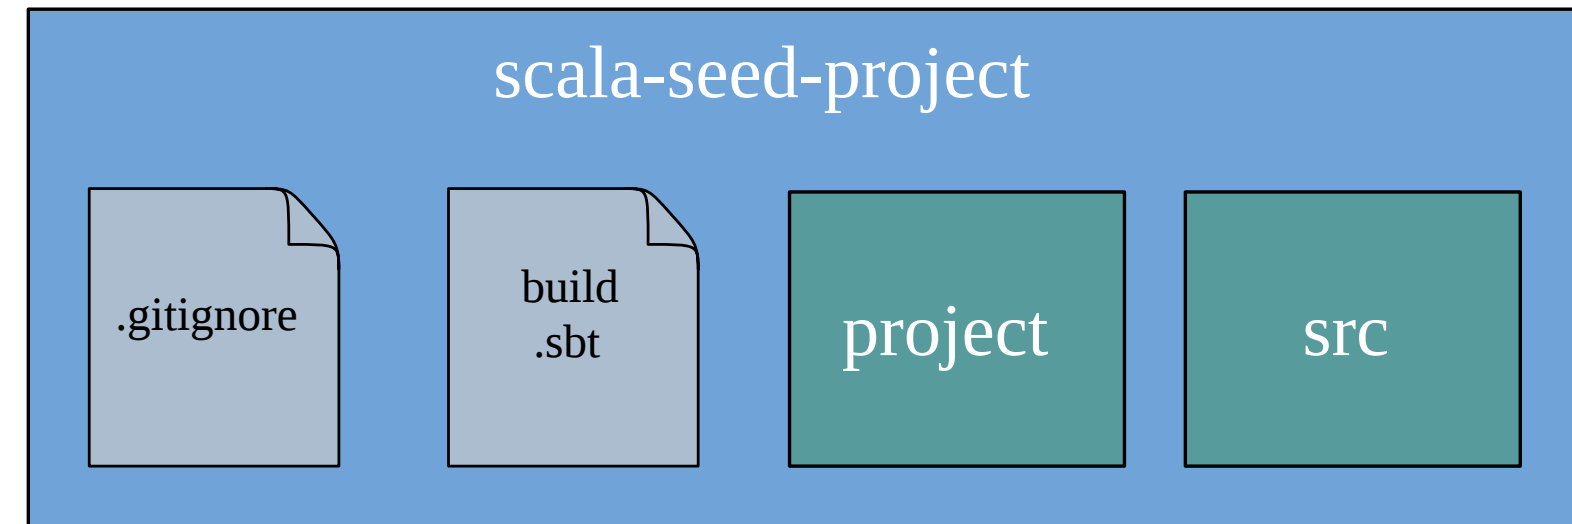 scala-seed-project
.gitignore
build
.sbt
project
src